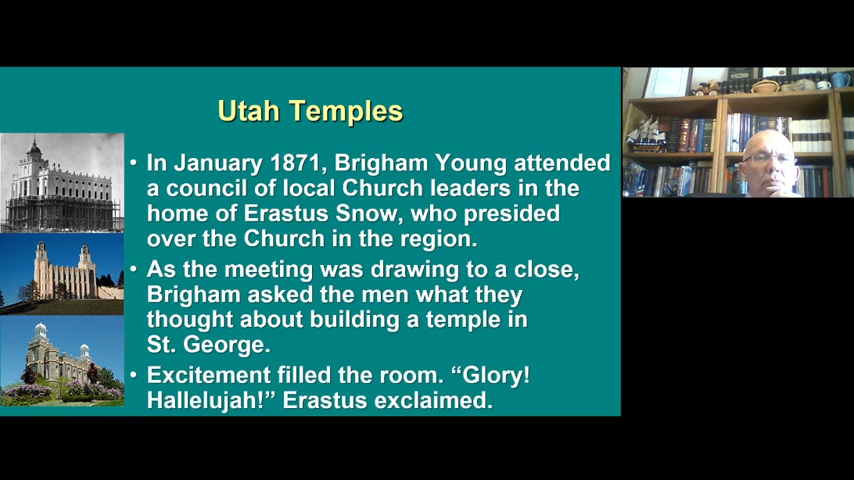 Utah Temples
• In January 1871, Brigham Young attended
a council of local Church leaders in the
home of Erastus Snow, who presided
over the Church in the region.
• As the meeting was drawing to a close,
Brigham asked the men what they
thought about building a temple in
St. George.
• Excitement filled the room. “Glory!
Hallelujah!” Erastus exclaimed.